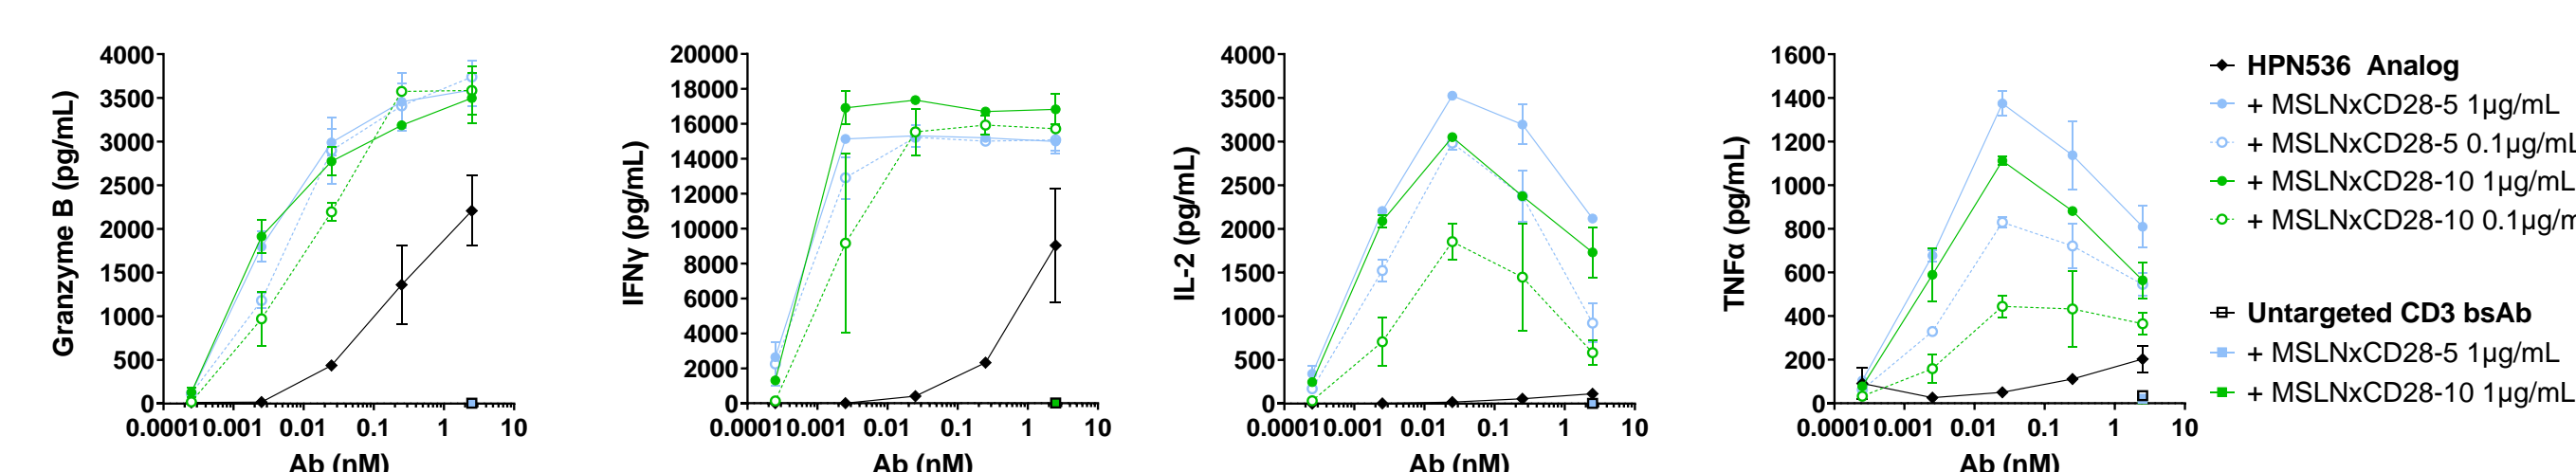 Granzyme B (pg/mL)
4000
3500
3000
2500
2000
1500
1000
500
0
0.0001 0.001 0.01 0.1 1 10
Ab (nM)
IFNγ (pg/mL)
20000
18000
16000
14000
12000
10000
8000
6000
4000
2000
0
0.0001 0.001 0.01 0.1 1 10
Ab (nM)
IL-2 (pg/mL)
4000
3500
3000
2500
2000
1500
1000
500
0
0.0001 0.001 0.01 0.1 1 10
Ab (nM)
TNFα (pg/mL)
1600
1400
1200
1000
800
600
400
200
0
0.0001 0.001 0.01 0.1 1 10
Ab (nM)
HPN536 Analog
+ MSLNxCD28-5 1µg/mL
+ MSLNxCD28-5 0.1µg/mL
+ MSLNxCD28-10 1µg/mL
+ MSLNxCD28-10 0.1µg/m
Untargeted CD3 bsAb
+ MSLNxCD28-5 1µg/mL
+ MSLNxCD28-10 1µg/mL